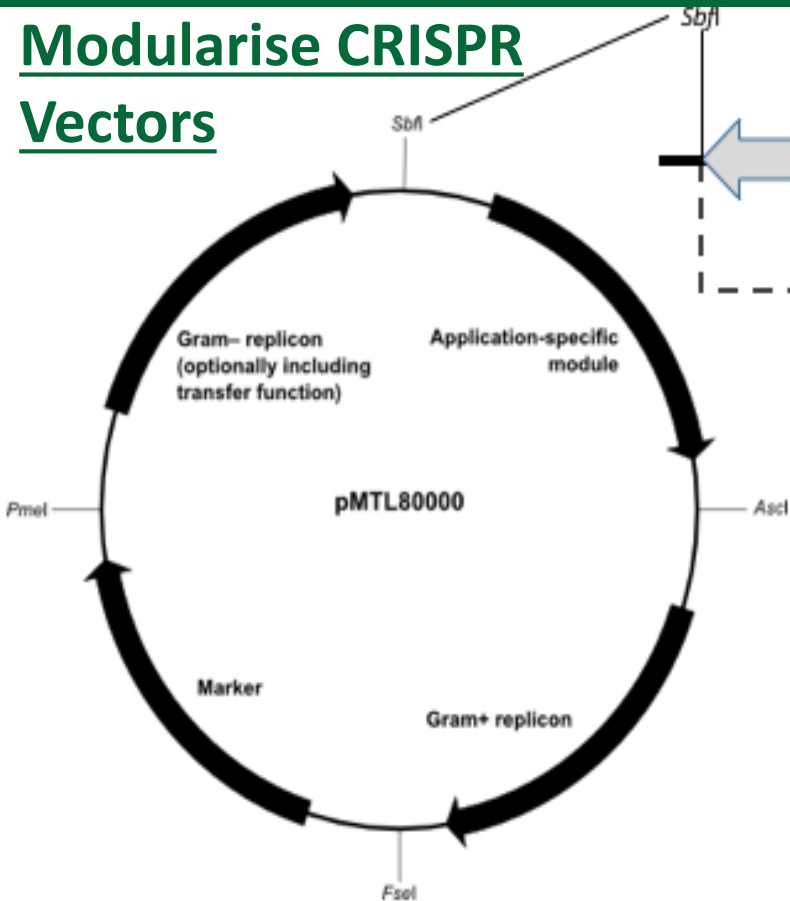 Modularise CRISPR
Vectors
SbfI
SbfI
Gram– replicon
(optionally including
transfer function)
Application-specific
module
PmeI
pMTL80000
AscI
Marker
Gram+ replicon
FseI